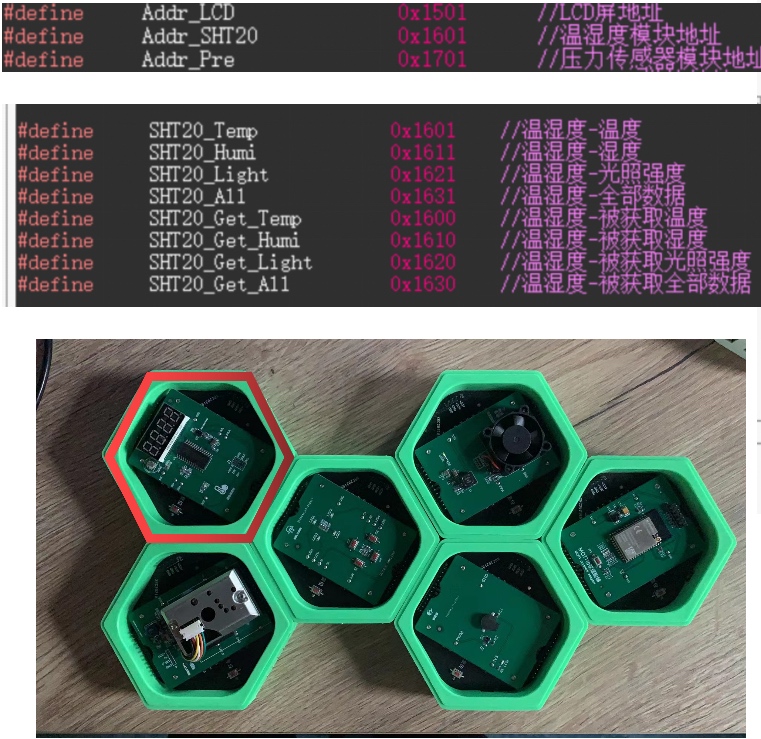 #define Addr_LCD 0x1501 //LCD屏地址
#define Addr_SHT20 0x1601 //温湿度模块地址
#define Addr_Pre 0x1701 //压力传感器模块地址
#define SHT20_Temp 0x1601 //温湿度-温度
#define SHT20_Humi 0x1611 //温湿度-湿度
#define SHT20_Light 0x1621 //温湿度-光照强度
#define SHT20_All 0x1631 //温湿度-全部数据
#define SHT20_Get_Temp 0x1600 //温湿度-被获取温度
#define SHT20_Get_Humi 0x1610 //温湿度-被获取湿度
#define SHT20_Get_Light 0x1620 //温湿度-被获取光照强度
#define SHT20_Get_All 0x1630 //温湿度-被获取全部数据